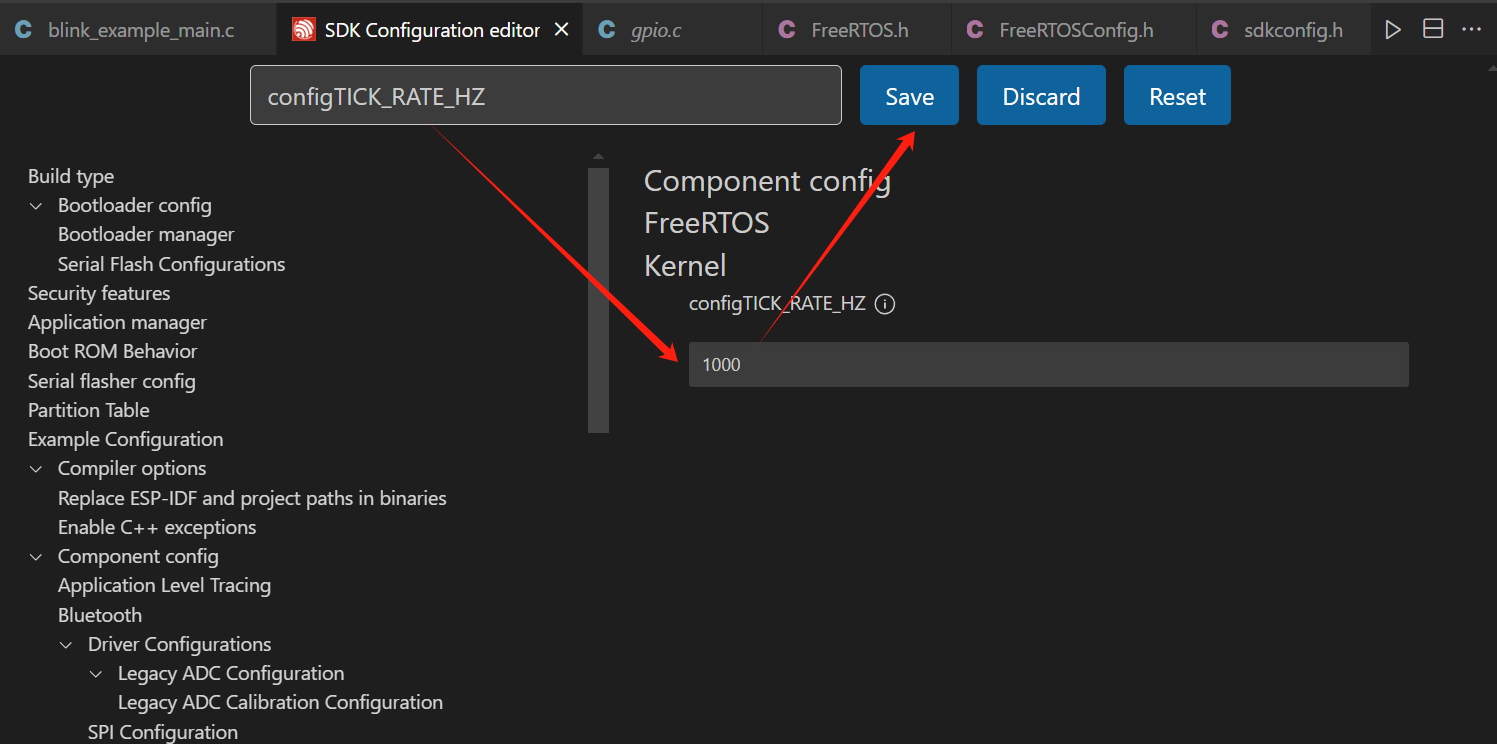 C blink_example_main.c SDK Configuration editor C gpio.c C FreeRTOS.h C FreeRTOSConfig.h C sdkconfig.h
configTICK_RATE_HZ Save Discard Reset
Build type
Bootloader config
Bootloader manager
Serial Flash Configurations
Security features
Application manager
Boot ROM Behavior
Serial flasher config
Partition Table
Example Configuration
Compiler options
Replace ESP-IDF and project paths in binaries
Enable C++ exceptions
Component config
Application Level Tracing
Bluetooth
Driver Configurations
Legacy ADC Configuration
Legacy ADC Calibration Configuration
SPI Configuration
Component config
FreeRTOS
Kernel
configTICK_RATE_HZ
1000